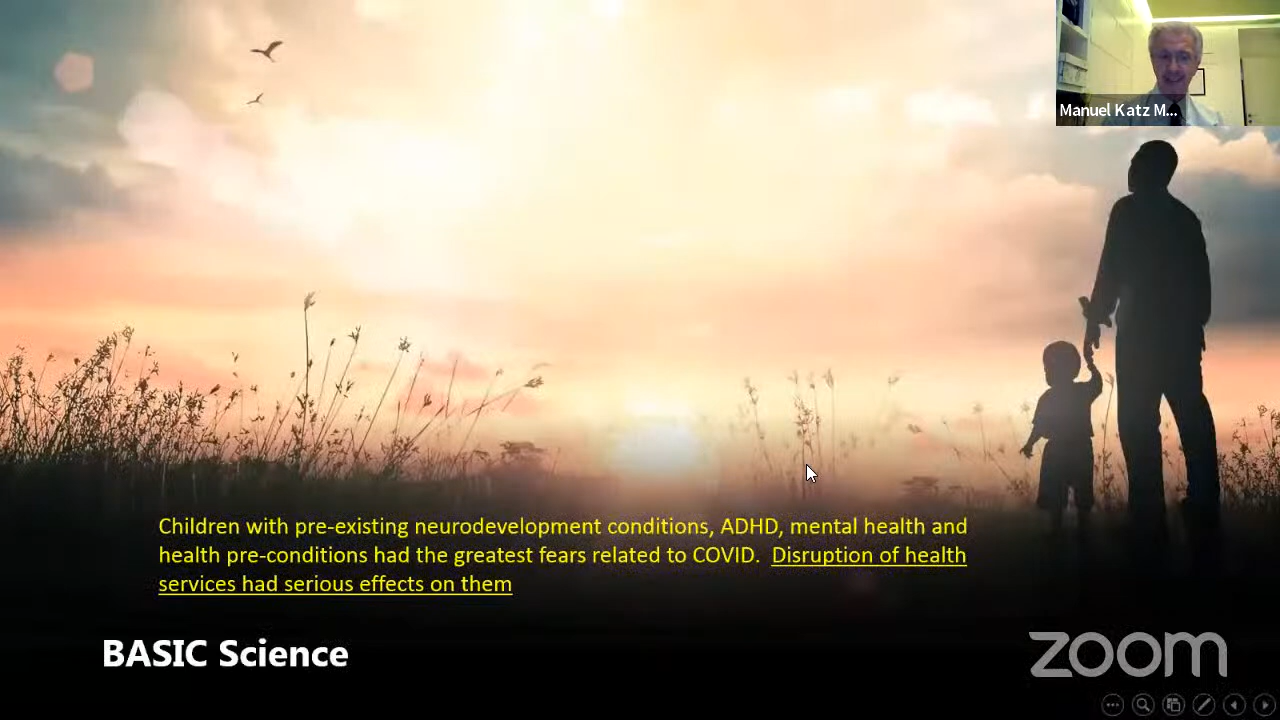 Manuel Katz M...
Children with pre-existing neurodevelopment conditions, ADHD, mental health and
health pre-conditions had the greatest fears related to COVID. Disruption of health
services had serious effects on them
BASIC Science
zoom